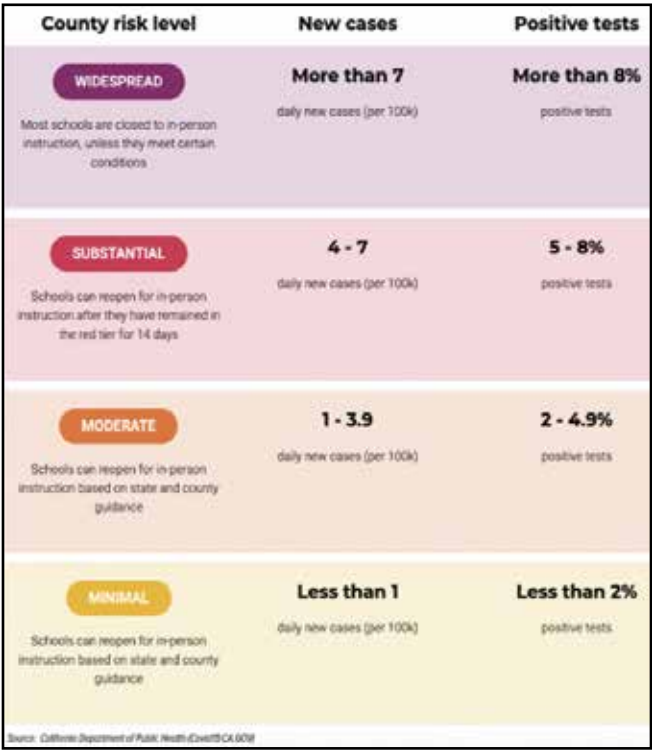 County risk level New cases Positive tests
WIDESPREAD More than 7 More than 8%
Most schools are closed to in-person daily new cases (per 100k) positive tests
instruction, unless they meet certain
conditions
SUBSTANTIAL 4 - 7 5 - 8%
Schools can reopen for in-person daily new cases (per 100k) positive tests
instruction after they have remained in
the red tier for 14 days
MODERATE 1 - 3.9 2 - 4.9%
Schools can reopen for in-person daily new cases (per 100k) positive tests
instruction based on state and county
guidance
MINIMAL Less than 1 Less than 2%
Schools can reopen for in-person daily new cases (per 100k) positive tests
instruction based on state and county
guidance
Source: California Department of Public Health (Covid19.CA.GOV)